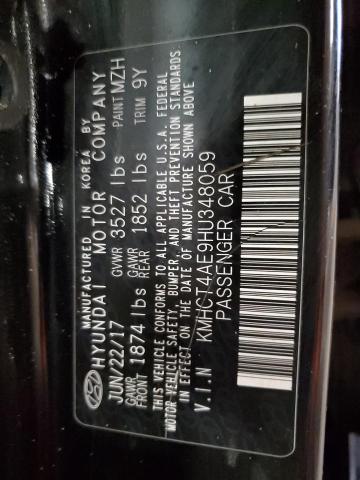 MANUFACTURED IN KOREA BY
HYUNDAI MOTOR COMPANY
JUN/22/17 GVWR 3527 lbs PAINT MZH
GAWR FRONT 1874 lbs GAWR REAR 1852 lbs TRIM 9Y
THIS VEHICLE CONFORMS TO ALL APPLICABLE U.S.A. FEDERAL
MOTOR VEHICLE SAFETY, BUMPER, AND THEFT PREVENTION STANDARDS
IN EFFECT ON THE DATE OF MANUFACTURE SHOWN ABOVE
V.I.N KMHCT4AE9HU348059
PASSENGER CAR